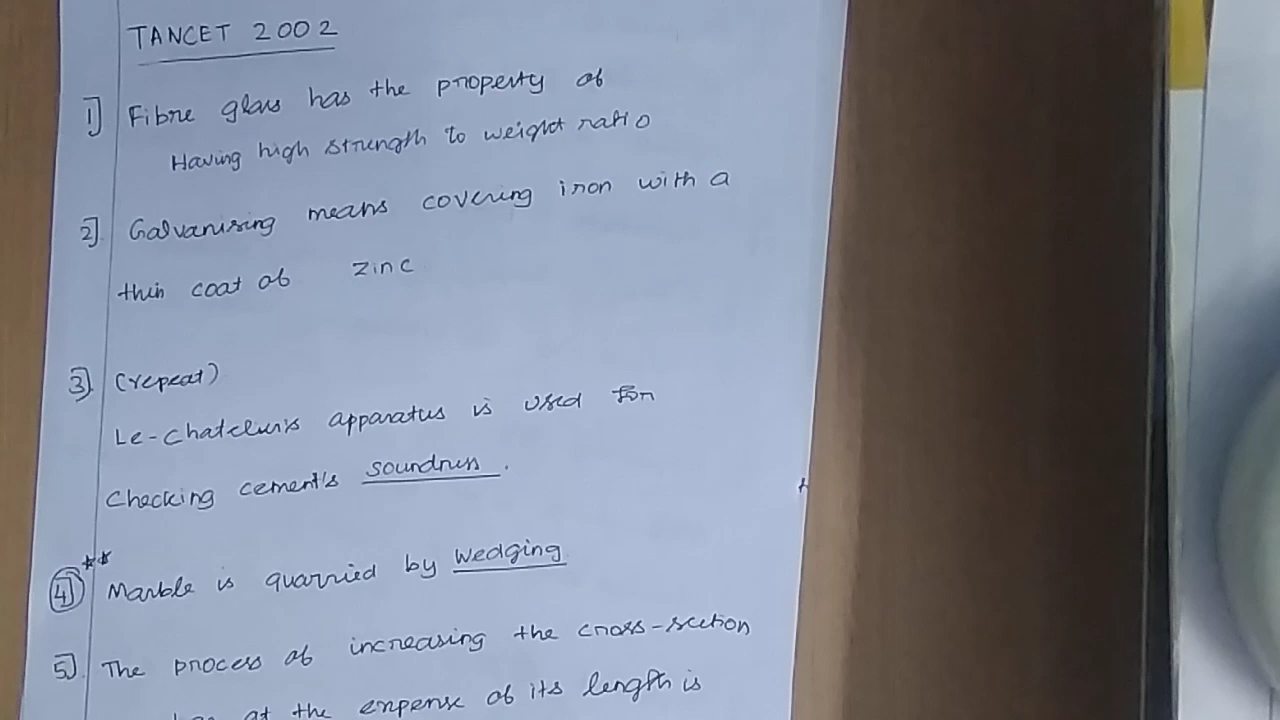 TANCET 2002
1] Fibre glass has the property of
Having high strength to weight ratio
2]. Galvanising means covering iron with a
thin coat of zinc
3]. (repeat)
Le-chatelier's apparatus is used for
Checking cement's soundness.
**
4] Marble is quarried by wedging
5]. The process of increasing the cross-section
at the expense of its length is